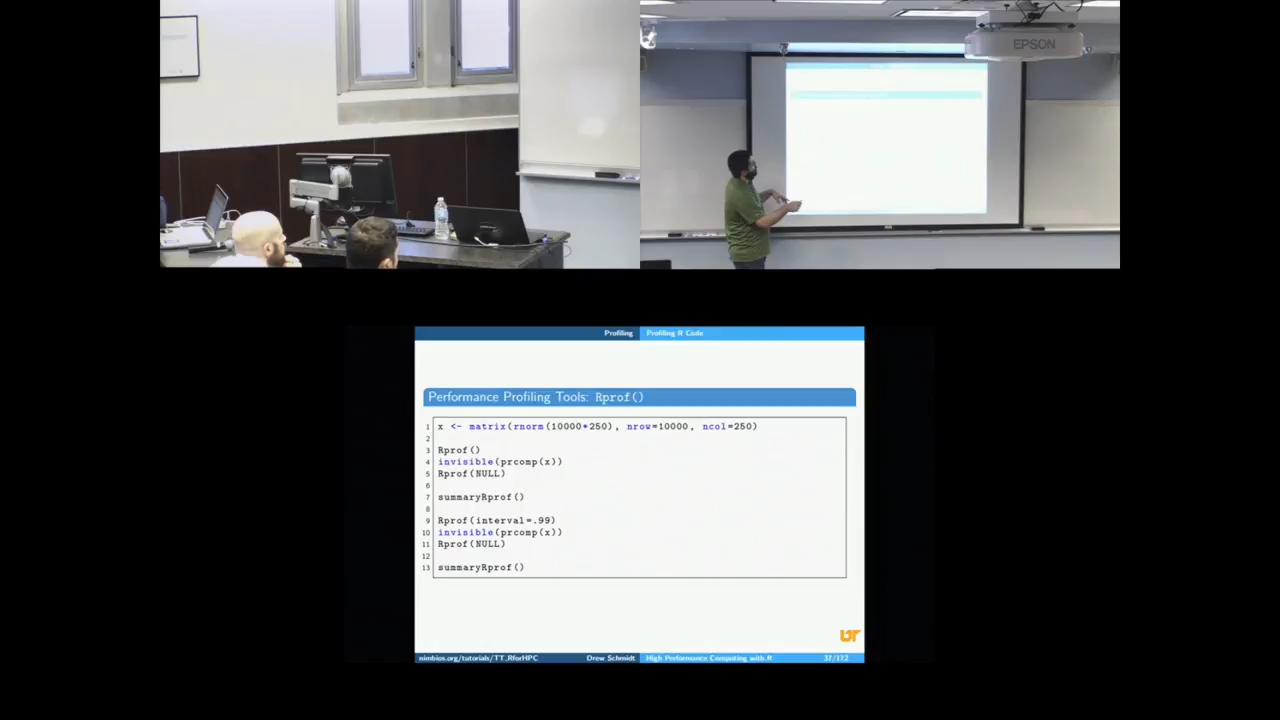 EPSON
Profiling Profiling R Code
Performance Profiling Tools: Rprof()
1 x <- matrix(rnorm(10000*250), nrow=10000, ncol=250)
2
3 Rprof()
4 invisible(prcomp(x))
5 Rprof(NULL)
6
7 summaryRprof()
8
9 Rprof(interval=.99)
10 invisible(prcomp(x))
11 Rprof(NULL)
12
13 summaryRprof()
UT
nimbios.org/tutorials/TT_RforHPC Drew Schmidt High Performance Computing with R 37/172